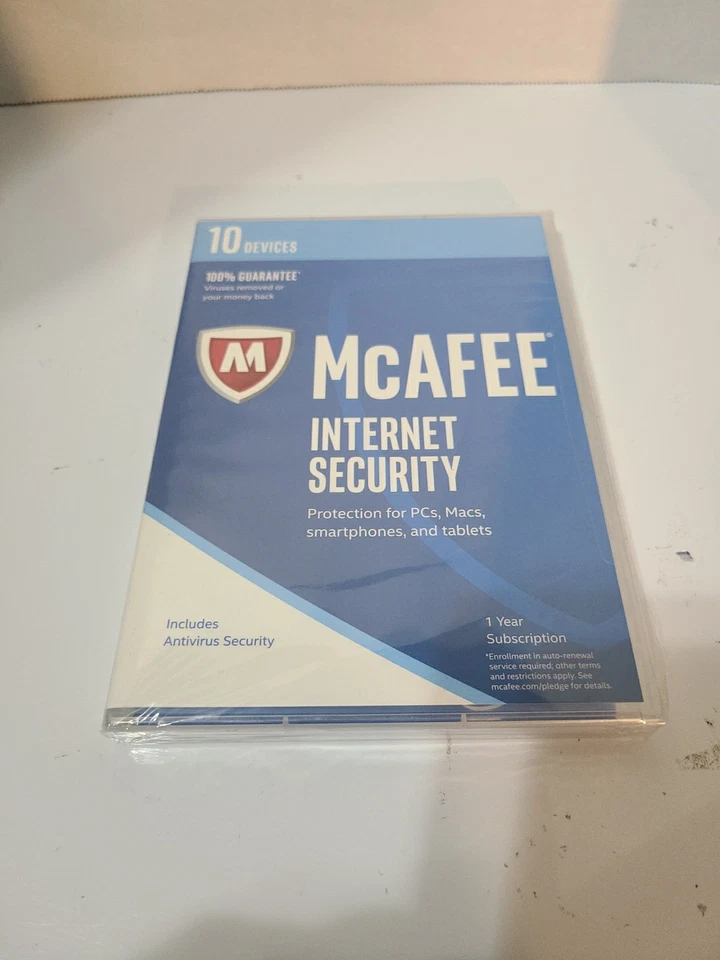 10 DEVICES
100% GUARANTEE*
Viruses removed or
your money back
M
McAFEE®
INTERNET
SECURITY
Protection for PCs, Macs,
smartphones, and tablets
Includes
Antivirus Security
1 Year
Subscription
*Enrollment in auto-renewal
service required; other terms
and restrictions apply. See
mcafee.com/pledge for details.